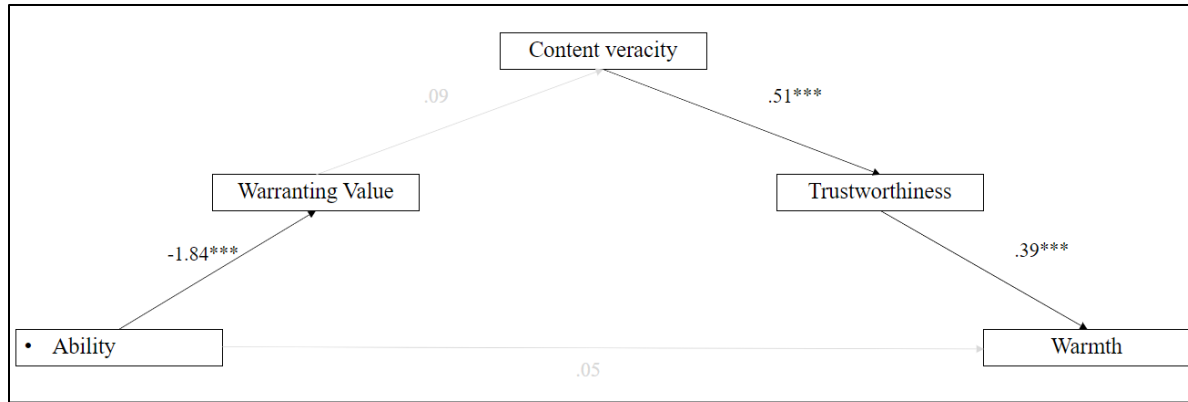 Content veracity
.09
.51***
Warranting Value
Trustworthiness
-1.84***
.39***
• Ability
Warmth
.05